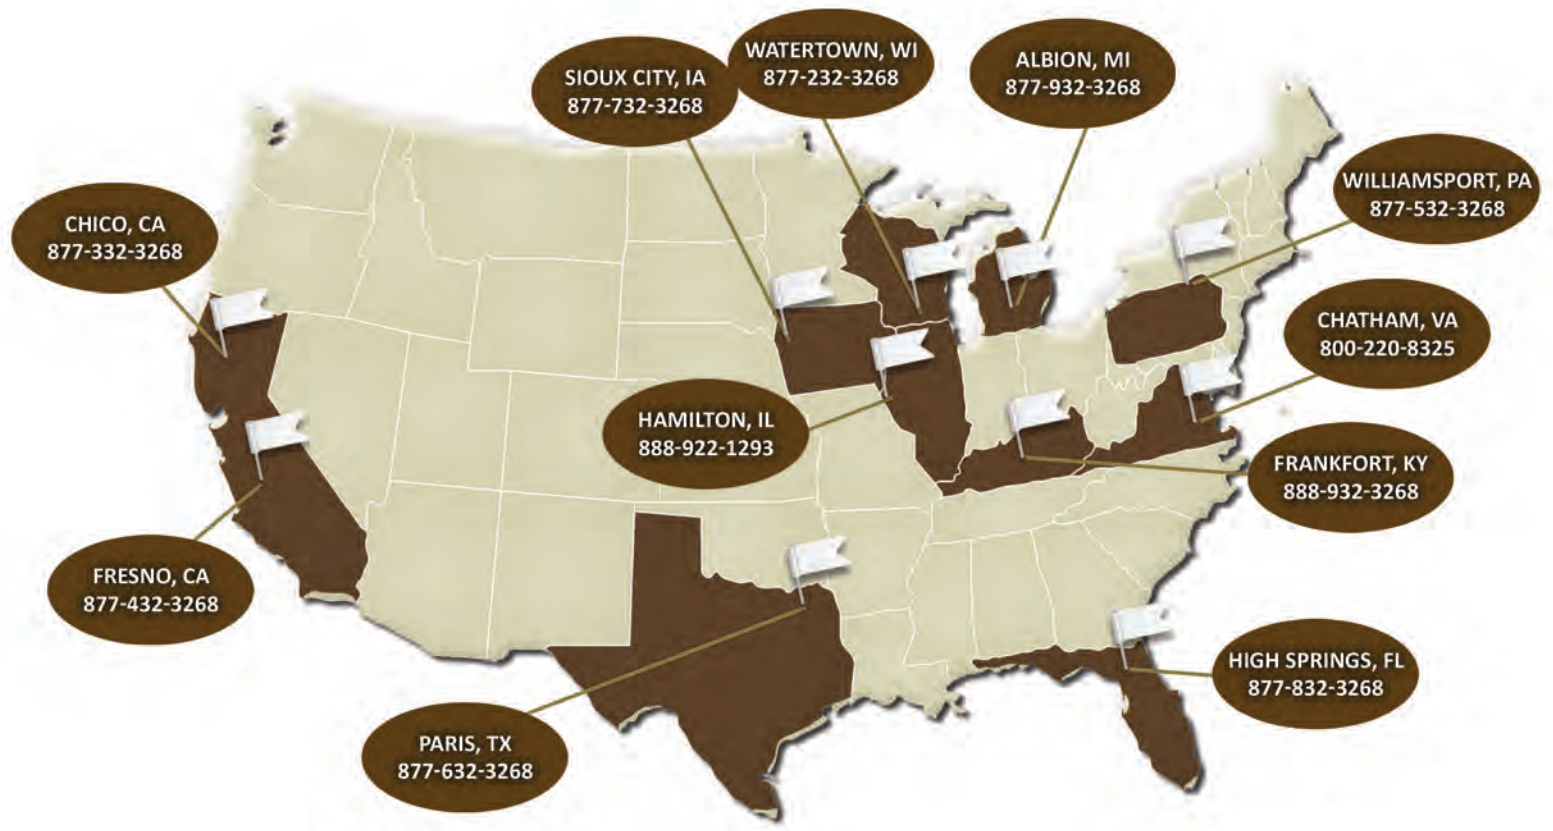 WATERTOWN, WI
877-232-3268
SIOUX CITY, IA
877-732-3268
ALBION, MI
877-932-3268
WILLIAMSPORT, PA
877-532-3268
CHICO, CA
877-332-3268
CHATHAM, VA
800-220-8325
HAMILTON, IL
888-922-1293
FRANKFORT, KY
888-932-3268
FRESNO, CA
877-432-3268
HIGH SPRINGS, FL
877-832-3268
PARIS, TX
877-632-3268